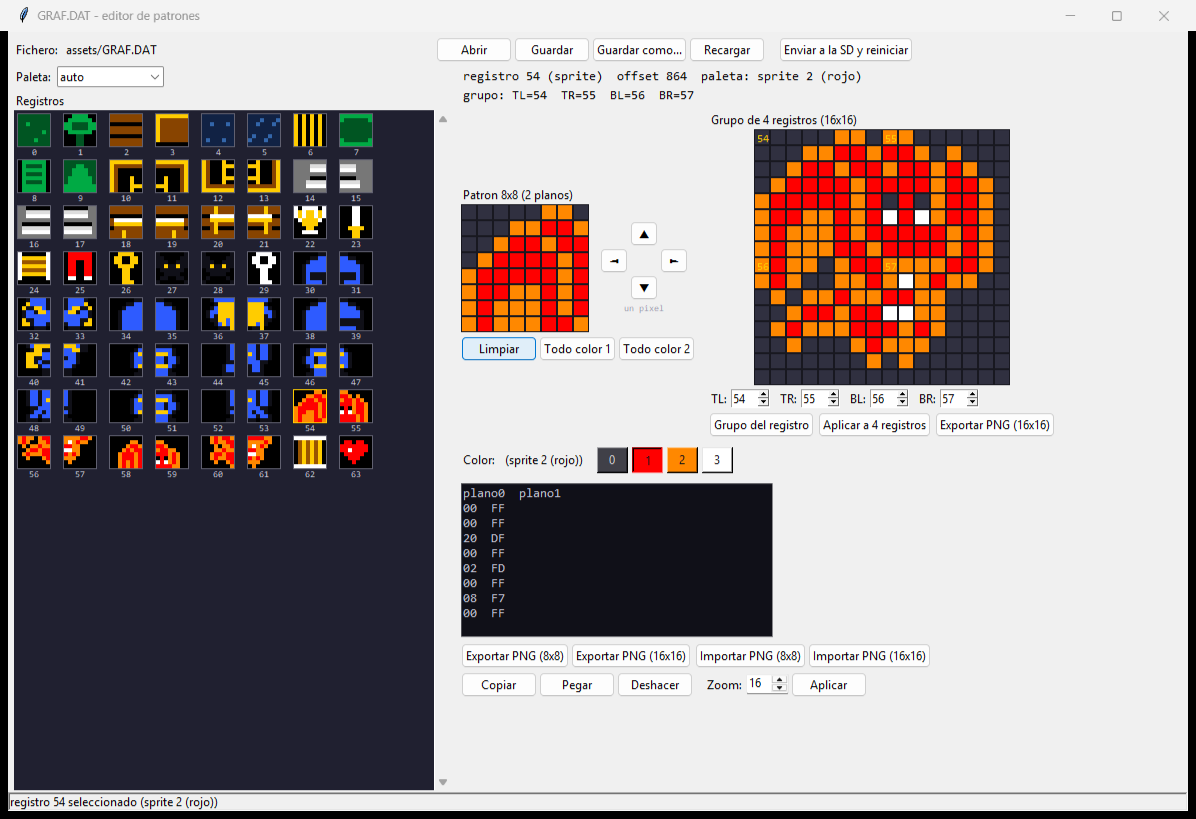 GRAF.DAT - editor de patrones
Fichero: assets/GRAF.DAT
Abrir Guardar Guardar como... Recargar Enviar a la SD y reiniciar
Paleta: auto
registro 54 (sprite) offset 864 paleta: sprite 2 (rojo)
grupo: TL=54 TR=55 BL=56 BR=57
Registros
0 1 2 3 4 5 6 7
8 9 10 11 12 13 14 15
16 17 18 19 20 21 22 23
24 25 26 27 28 29 30 31
32 33 34 35 36 37 38 39
40 41 42 43 44 45 46 47
48 49 50 51 52 53 54 55
56 57 58 59 60 61 62 63
Patron 8x8 (2 planos)
un pixel
Limpiar Todo color 1 Todo color 2
Grupo de 4 registros (16x16)
54 55
56 57
TL: 54 TR: 55 BL: 56 BR: 57
Grupo del registro Aplicar a 4 registros Exportar PNG (16x16)
Color: (sprite 2 (rojo)) 0 1 2 3
plano0 plano1
00 FF
00 FF
20 DF
00 FF
02 FD
00 FF
08 F7
00 FF
Exportar PNG (8x8) Exportar PNG (16x16) Importar PNG (8x8) Importar PNG (16x16)
Copiar Pegar Deshacer Zoom: 16 Aplicar
registro 54 seleccionado (sprite 2 (rojo))